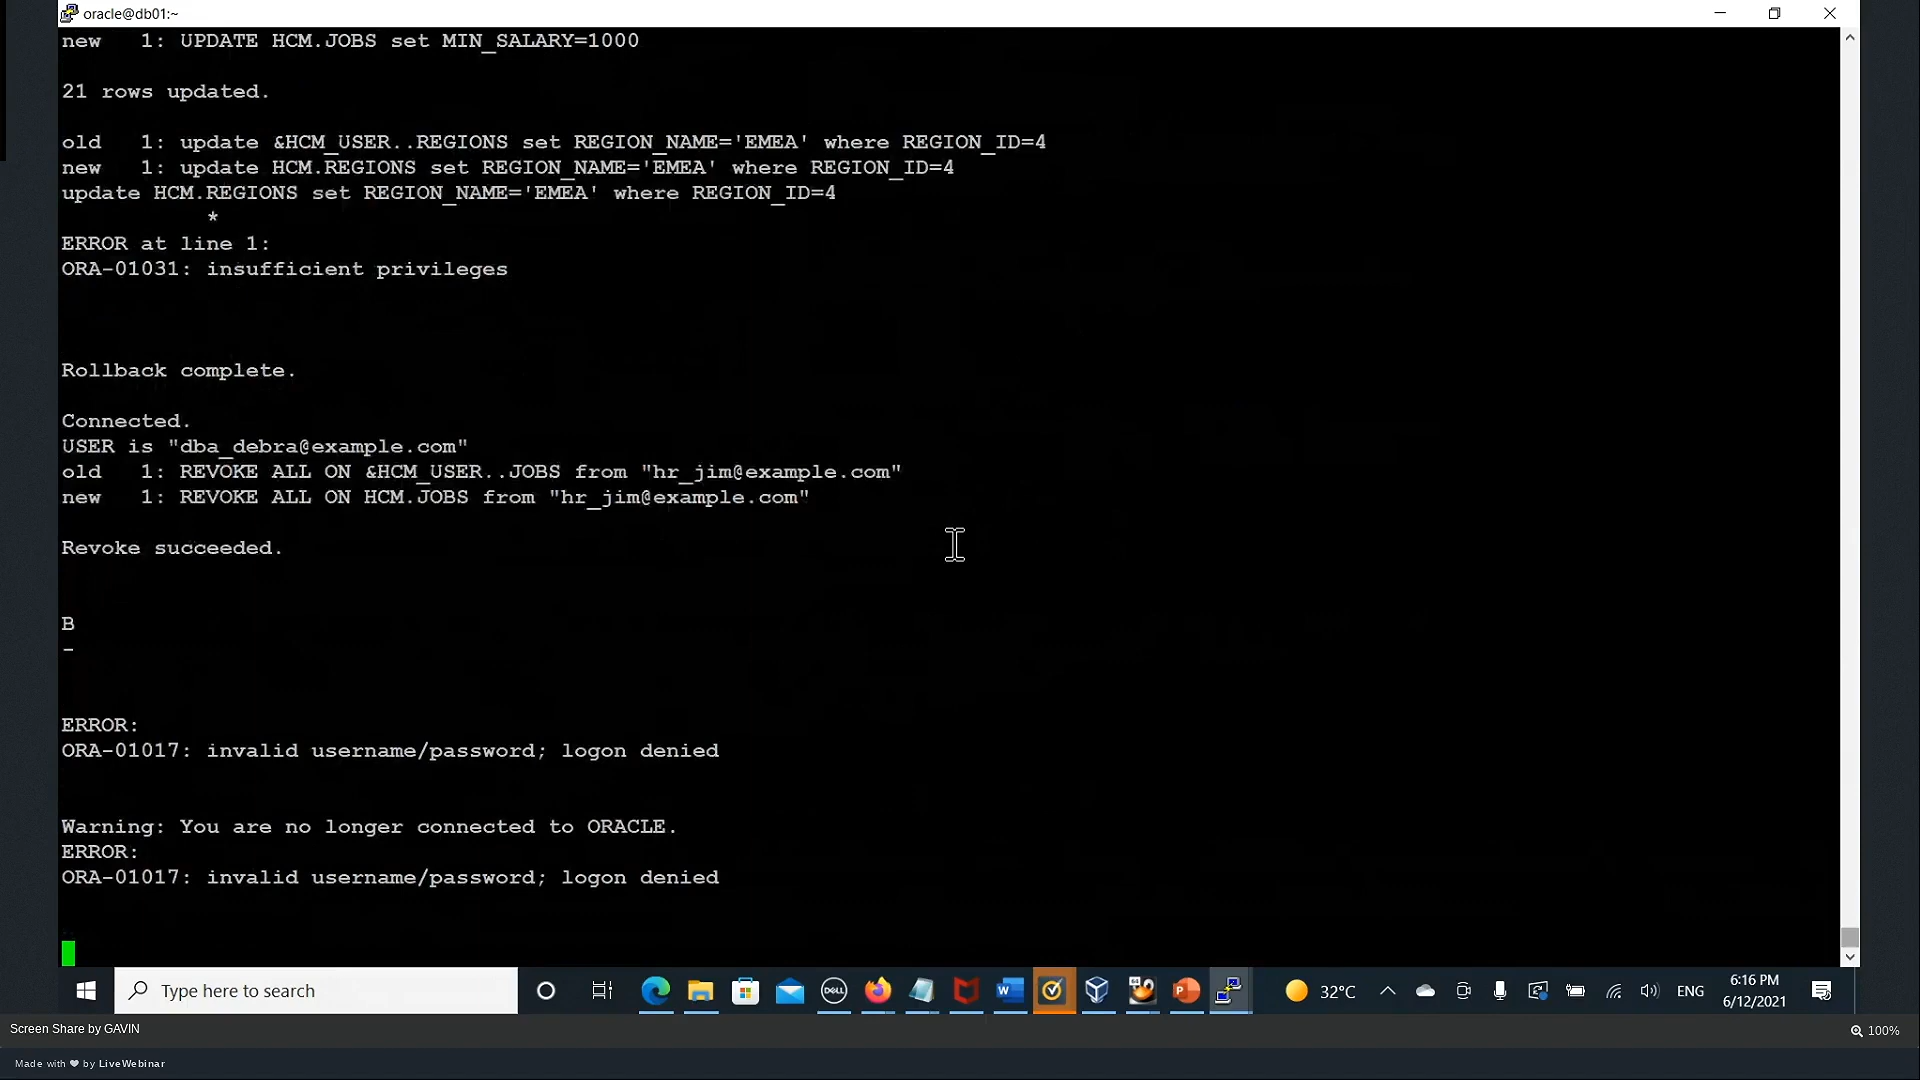 oracle@db01:~
new   1: UPDATE HCM.JOBS set MIN_SALARY=1000
21 rows updated.
old   1: update &HCM_USER..REGIONS set REGION_NAME='EMEA' where REGION_ID=4
new   1: update HCM.REGIONS set REGION_NAME='EMEA' where REGION_ID=4
update HCM.REGIONS set REGION_NAME='EMEA' where REGION_ID=4
*
ERROR at line 1:
ORA-01031: insufficient privileges
Rollback complete.
Connected.
USER is "dba_debra@example.com"
old   1: REVOKE ALL ON &HCM_USER..JOBS from "hr_jim@example.com"
new   1: REVOKE ALL ON HCM.JOBS from "hr_jim@example.com"
Revoke succeeded.
B
-
ERROR:
ORA-01017: invalid username/password; logon denied
Warning: You are no longer connected to ORACLE.
ERROR:
ORA-01017: invalid username/password; logon denied
Type here to search
DELL
32°C
ENG
6:16 PM
6/12/2021
Screen Share by GAVIN
100%
Made with ❤ by LiveWebinar